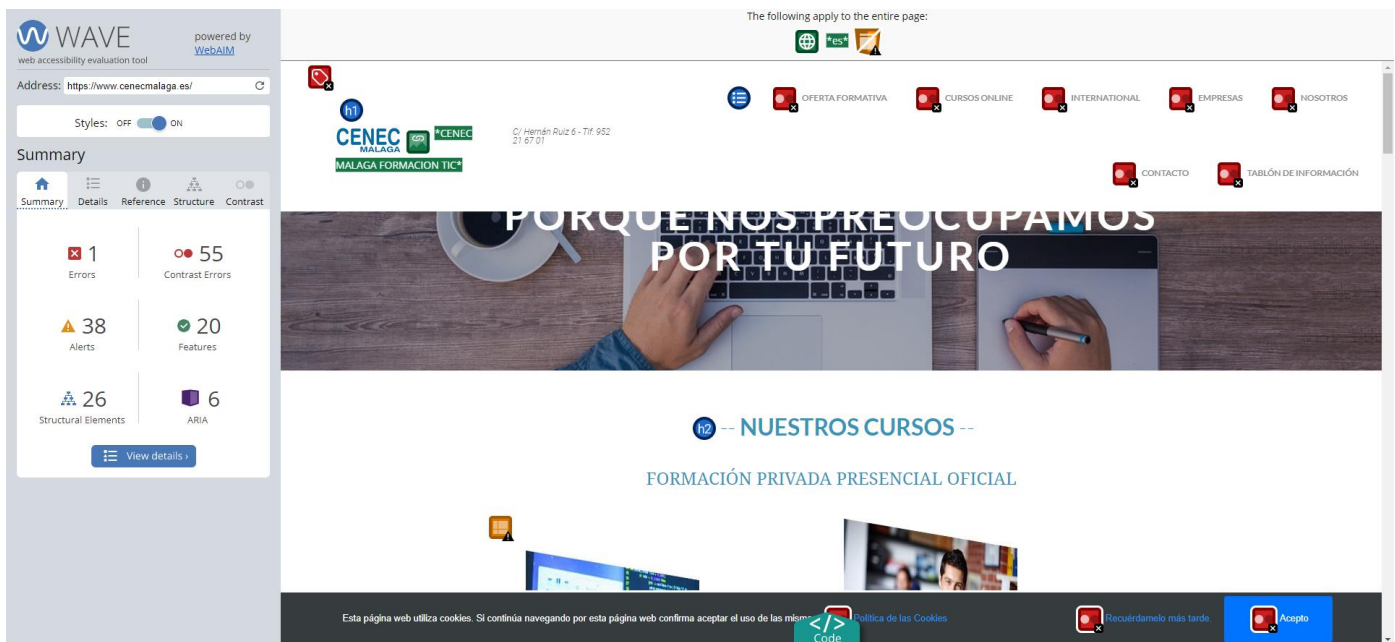 WAVE
web accessibility evaluation tool
powered by
WebAIM
Address: https://www.cenecmalaga.es/
Styles: OFF ON
Summary
Summary Details Reference Structure Contrast
1
Errors
55
Contrast Errors
38
Alerts
20
Features
26
Structural Elements
6
ARIA
View details ›
The following apply to the entire page:
*es*
h1
CENEC
MALAGA
*CENEC
MALAGA FORMACION TIC*
C/ Hernán Ruiz 6 - Tlf. 952
21 67 01
OFERTA FORMATIVA CURSOS ONLINE INTERNATIONAL EMPRESAS NOSOTROS
CONTACTO TABLÓN DE INFORMACIÓN
PORQUE NOS PREOCUPAMOS
POR TU FUTURO
h2 -- NUESTROS CURSOS --
FORMACIÓN PRIVADA PRESENCIAL OFICIAL
Esta página web utiliza cookies. Si continúa navegando por esta página web confirma aceptar el uso de las Política de las Cookies Recuérdamelo más tarde. Acepto
</>
Code